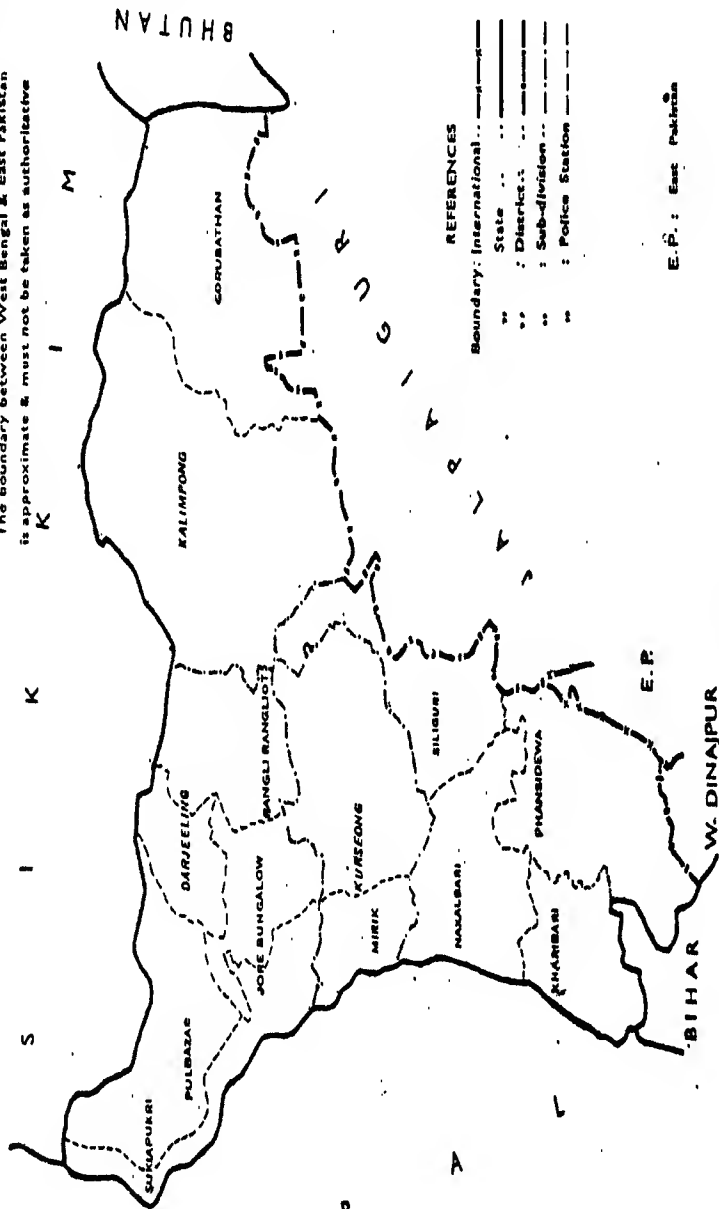 The boundary between West Bengal & East Pakistan
is approximate & must not be taken as authoritative
S I K K I M
BHUTAN
SUKIAPUKRI
PULBAZAR
DARJEELING
JORE BUNGALOW
RANGLI RANGLIOT
KALIMPONG
GORUBATHAN
KURSEONG
MIRIK
SILIGURI
NAXALBARI
PHANSIDEWA
KHARIBARI
J A L P A I G U R I
P A L
BIHAR
W. DINAJPUR
E.P.
REFERENCES
Boundary: International
" State
" : District
" : Sub-division
" : Police Station
E.P. : East Pakistan